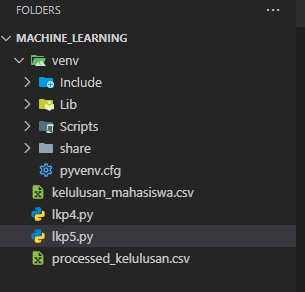 FOLDERS
MACHINE_LEARNING
venv
Include
Lib
Scripts
share
pyvenv.cfg
kelulusan_mahasiswa.csv
lkp4.py
lkp5.py
processed_kelulusan.csv